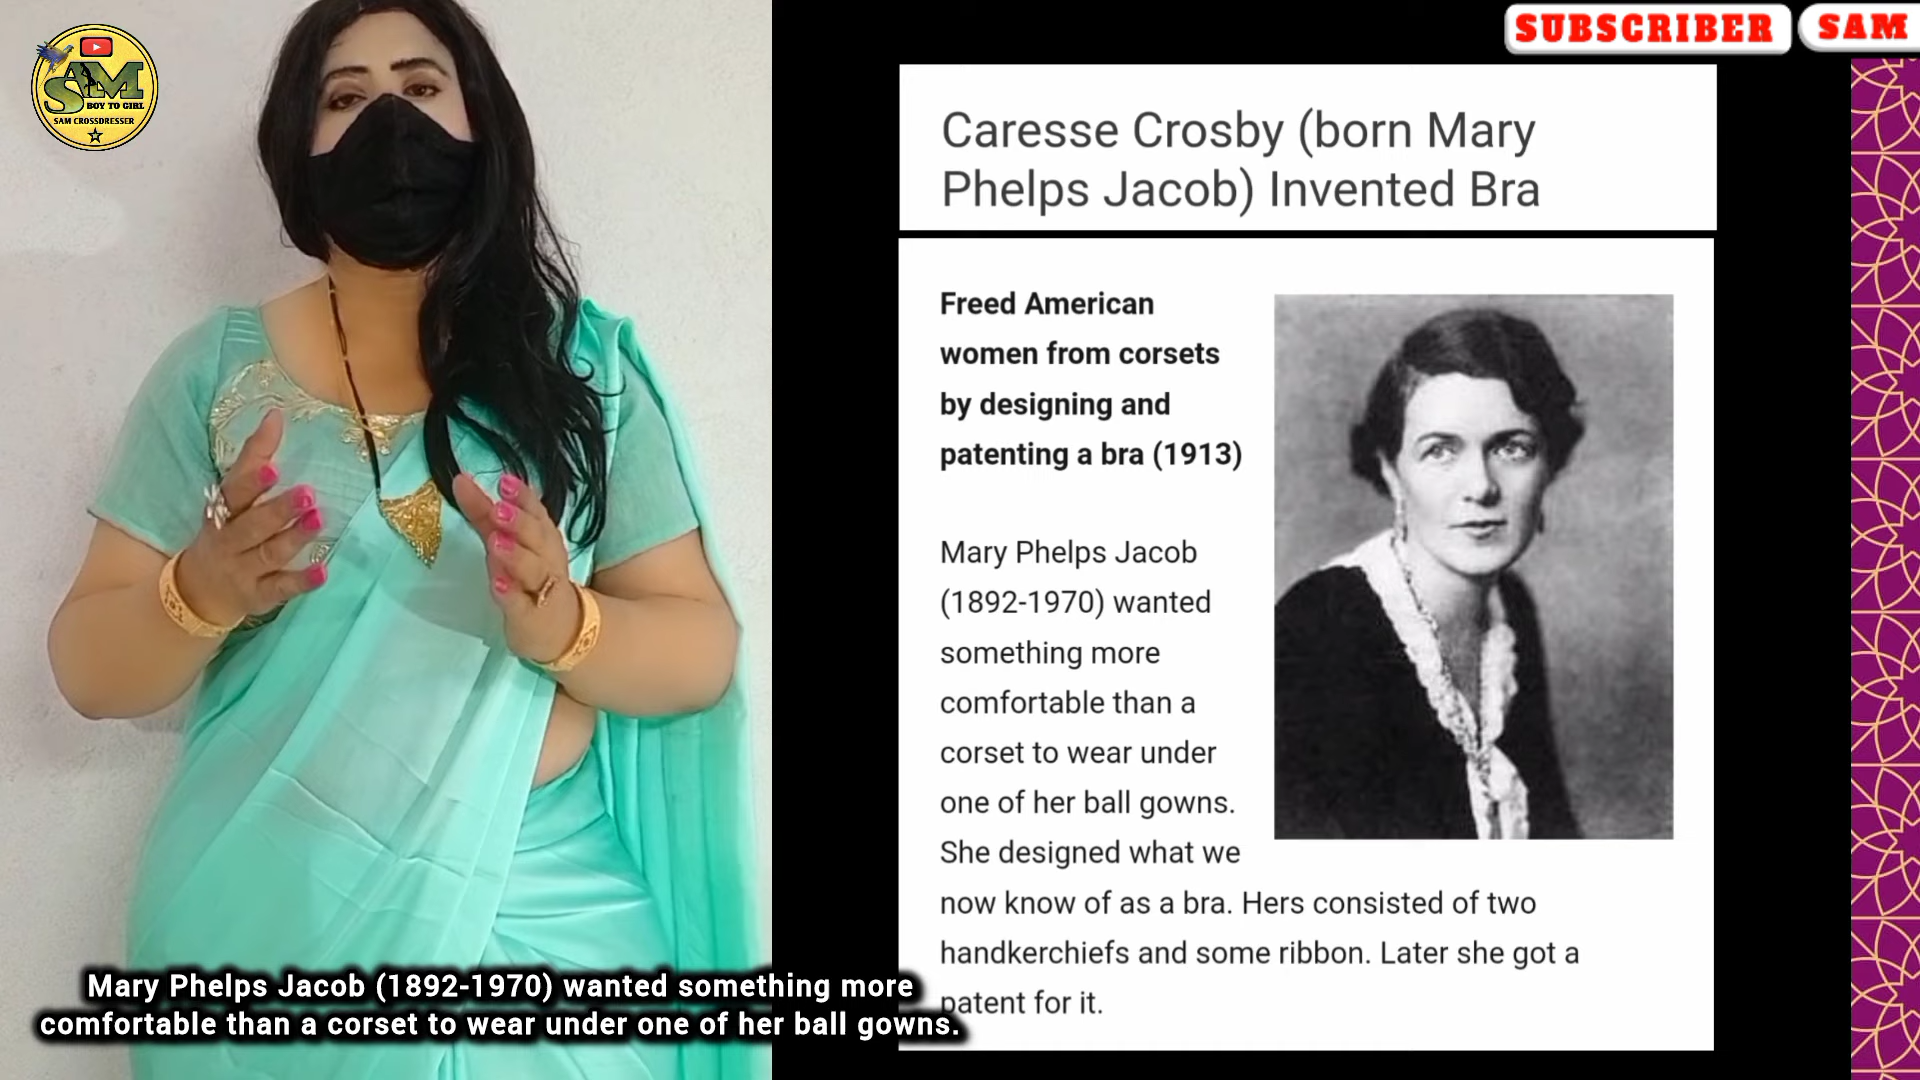 SAM
BOY TO GIRL
SAM CROSSDRESSER
SUBSCRIBER
SAM
Caresse Crosby (born Mary
Phelps Jacob) Invented Bra
Freed American
women from corsets
by designing and
patenting a bra (1913)
Mary Phelps Jacob
(1892-1970) wanted
something more
comfortable than a
corset to wear under
one of her ball gowns.
She designed what we
now know of as a bra. Hers consisted of two
handkerchiefs and some ribbon. Later she got a
patent for it.
Mary Phelps Jacob (1892-1970) wanted something more
comfortable than a corset to wear under one of her ball gowns.